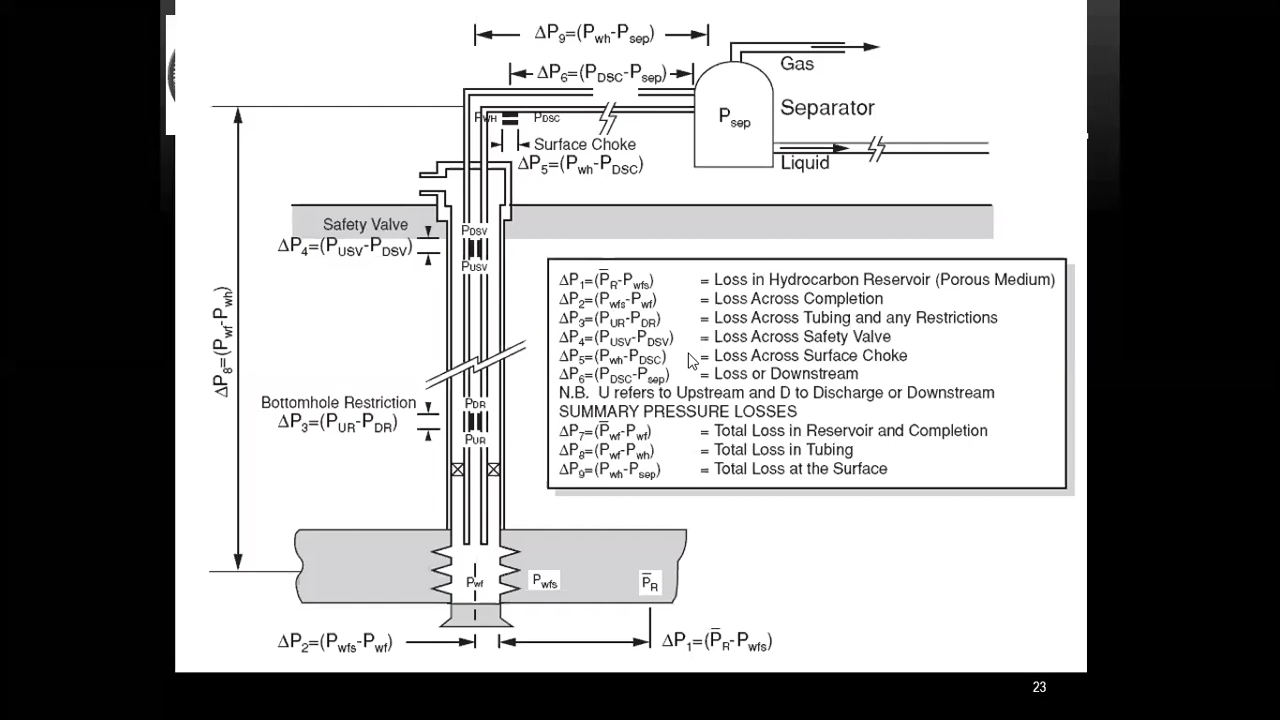 ΔP9=(Pwh-Psep)
ΔP6=(PDSC-Psep)
Gas
Psep
Separator
PWH
PDSC
Surface Choke
ΔP5=(Pwh-PDSC)
Liquid
Safety Valve
ΔP4=(PUSV-PDSV)
PDSV
PUSV
ΔP8=(Pwf-Pwh)
ΔP1=(P̅R-Pwfs) = Loss in Hydrocarbon Reservoir (Porous Medium)
ΔP2=(Pwfs-Pwf) = Loss Across Completion
ΔP3=(PUR-PDR) = Loss Across Tubing and any Restrictions
ΔP4=(PUSV-PDSV) = Loss Across Safety Valve
ΔP5=(Pwh-PDSC) = Loss Across Surface Choke
ΔP6=(PDSC-Psep) = Loss or Downstream
N.B. U refers to Upstream and D to Discharge or Downstream
SUMMARY PRESSURE LOSSES
ΔP7=(P̅wf-Pwf) = Total Loss in Reservoir and Completion
ΔP8=(Pwf-Pwh) = Total Loss in Tubing
ΔP9=(Pwh-Psep) = Total Loss at the Surface
Bottomhole Restriction
ΔP3=(PUR-PDR)
PDR
PUR
Pwf
Pwfs
P̅R
ΔP2=(Pwfs-Pwf)
ΔP1=(P̅R-Pwfs)
23